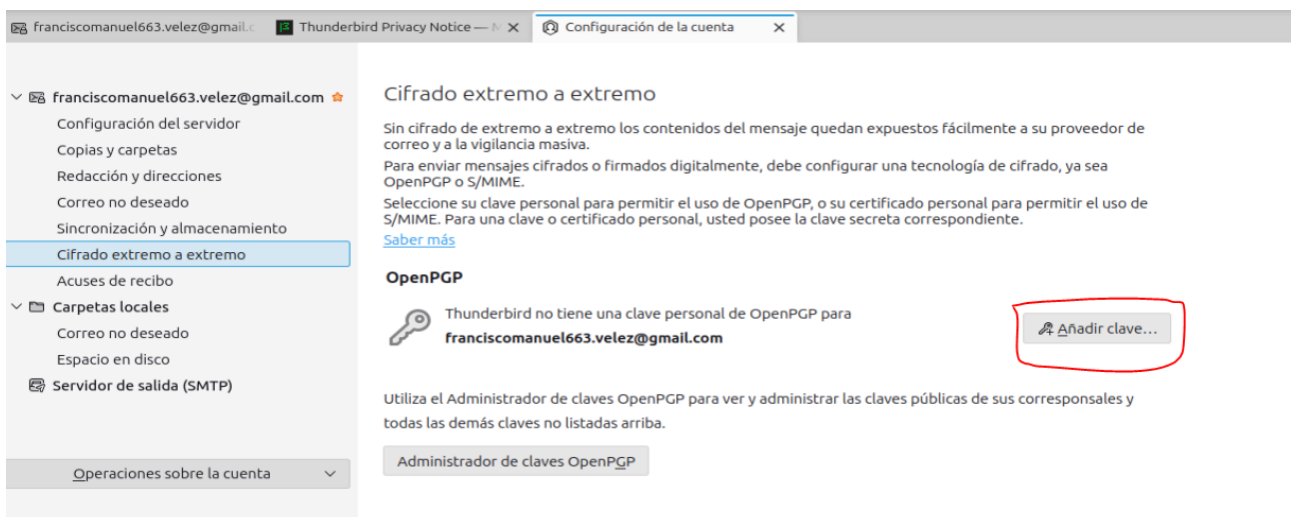 franciscomanuel663.velez@gmail.c
Thunderbird Privacy Notice — M
Configuración de la cuenta
franciscomanuel663.velez@gmail.com
Configuración del servidor
Copias y carpetas
Redacción y direcciones
Correo no deseado
Sincronización y almacenamiento
Cifrado extremo a extremo
Acuses de recibo
Carpetas locales
Correo no deseado
Espacio en disco
Servidor de salida (SMTP)
Operaciones sobre la cuenta
Cifrado extremo a extremo
Sin cifrado de extremo a extremo los contenidos del mensaje quedan expuestos fácilmente a su proveedor de
correo y a la vigilancia masiva.
Para enviar mensajes cifrados o firmados digitalmente, debe configurar una tecnología de cifrado, ya sea
OpenPGP o S/MIME.
Seleccione su clave personal para permitir el uso de OpenPGP, o su certificado personal para permitir el uso de
S/MIME. Para una clave o certificado personal, usted posee la clave secreta correspondiente.
Saber más
OpenPGP
Thunderbird no tiene una clave personal de OpenPGP para
franciscomanuel663.velez@gmail.com
Añadir clave...
Utiliza el Administrador de claves OpenPGP para ver y administrar las claves públicas de sus corresponsales y
todas las demás claves no listadas arriba.
Administrador de claves OpenPGP